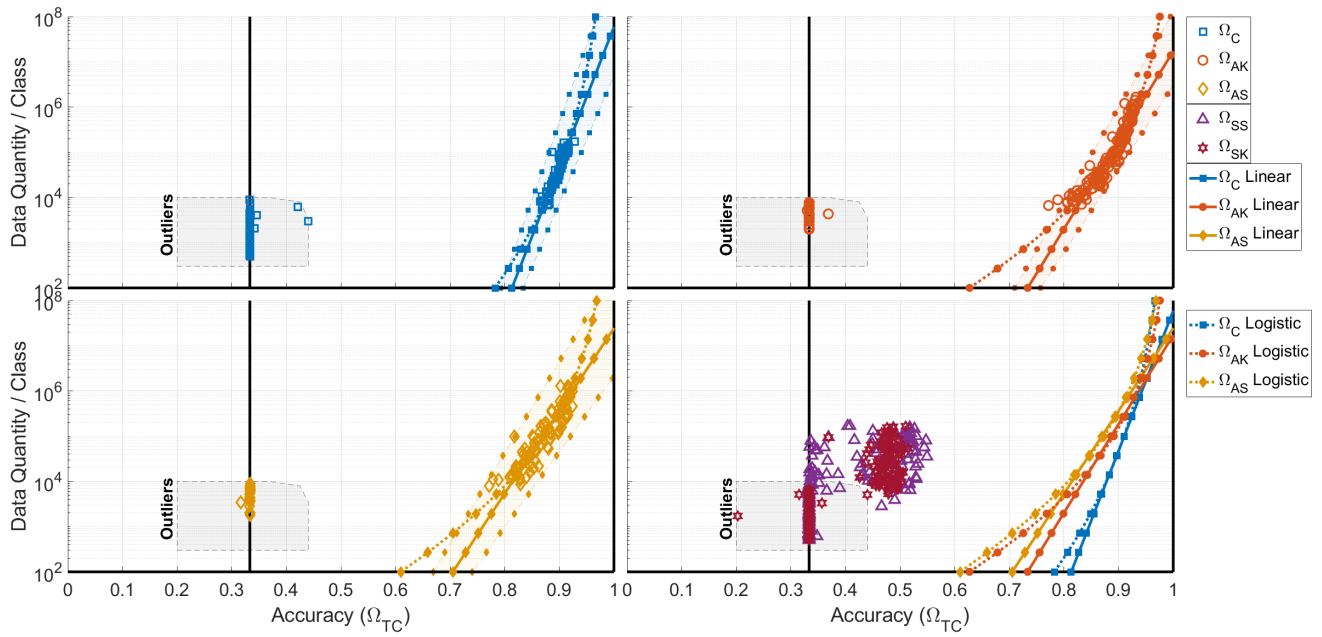 10^8
10^6
10^4
10^2
Data Quantity / Class
Outliers
Outliers
Ω_C
Ω_AK
Ω_AS
Ω_SS
Ω_SK
Ω_C Linear
Ω_AK Linear
Ω_AS Linear
10^8
10^6
10^4
10^2
Data Quantity / Class
Outliers
Outliers
Ω_C Logistic
Ω_AK Logistic
Ω_AS Logistic
0 0.1 0.2 0.3 0.4 0.5 0.6 0.7 0.8 0.9 1 0 0.1 0.2 0.3 0.4 0.5 0.6 0.7 0.8 0.9 1
Accuracy (Ω_TC) Accuracy (Ω_TC)